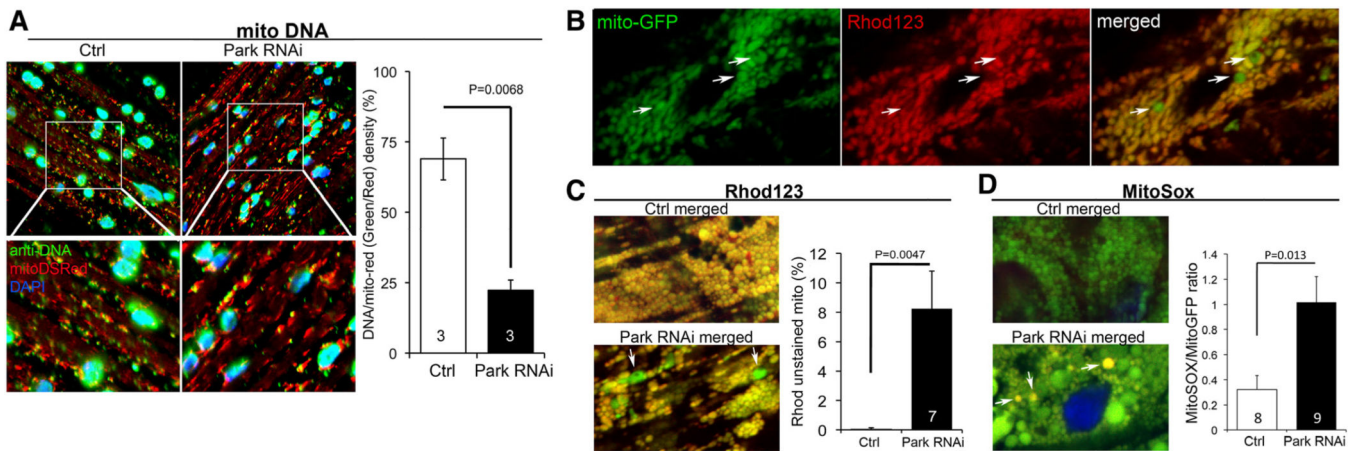 A
mito DNA
Ctrl
Park RNAi
anti-DNA
mitoDSRed
DAPI
DNA/mito-red (Green/Red) density (%)
100
75
50
25
0
P=0.0068
3
3
Ctrl
Park RNAi
B
mito-GFP
Rhod123
merged
C
Rhod123
Ctrl merged
Park RNAi merged
Rhod unstained mito (%)
12
10
8
6
4
2
0
P=0.0047
7
Ctrl
Park RNAi
D
MitoSox
Ctrl merged
Park RNAi merged
MitoSOX/MitoGFP ratio
1.4
1.2
1
0.8
0.6
0.4
0.2
0
P=0.013
8
9
Ctrl
Park RNAi